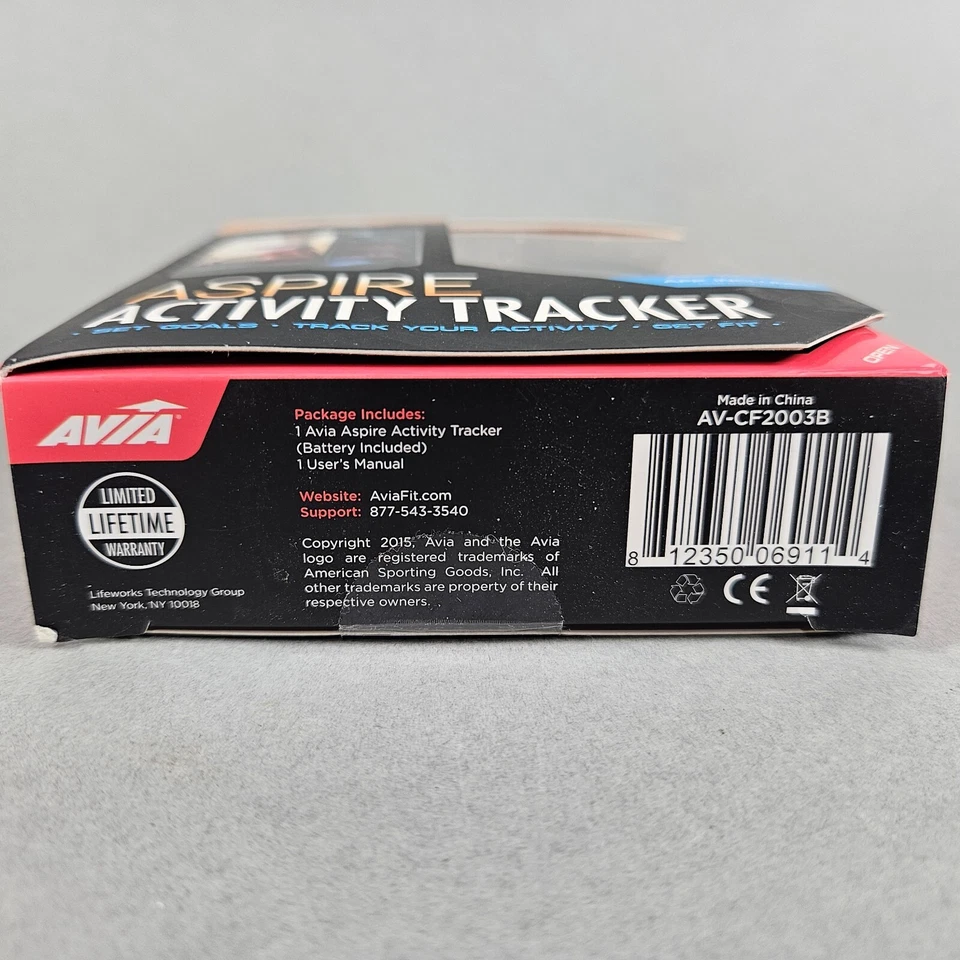 ASPIRE
ACTIVITY TRACKER
• SET GOALS • TRACK YOUR ACTIVITY • GET FIT •
OPEN
AVIA®
LIMITED
LIFETIME
WARRANTY
Lifeworks Technology Group
New York, NY 10018
Package Includes:
1 Avia Aspire Activity Tracker
(Battery Included)
1 User's Manual
Website: AviaFit.com
Support: 877-543-3540
Copyright 2015, Avia and the Avia
logo are registered trademarks of
American Sporting Goods, Inc. All
other trademarks are property of their
respective owners.
Made in China
AV-CF2003B
8 12350 06911 4
CE